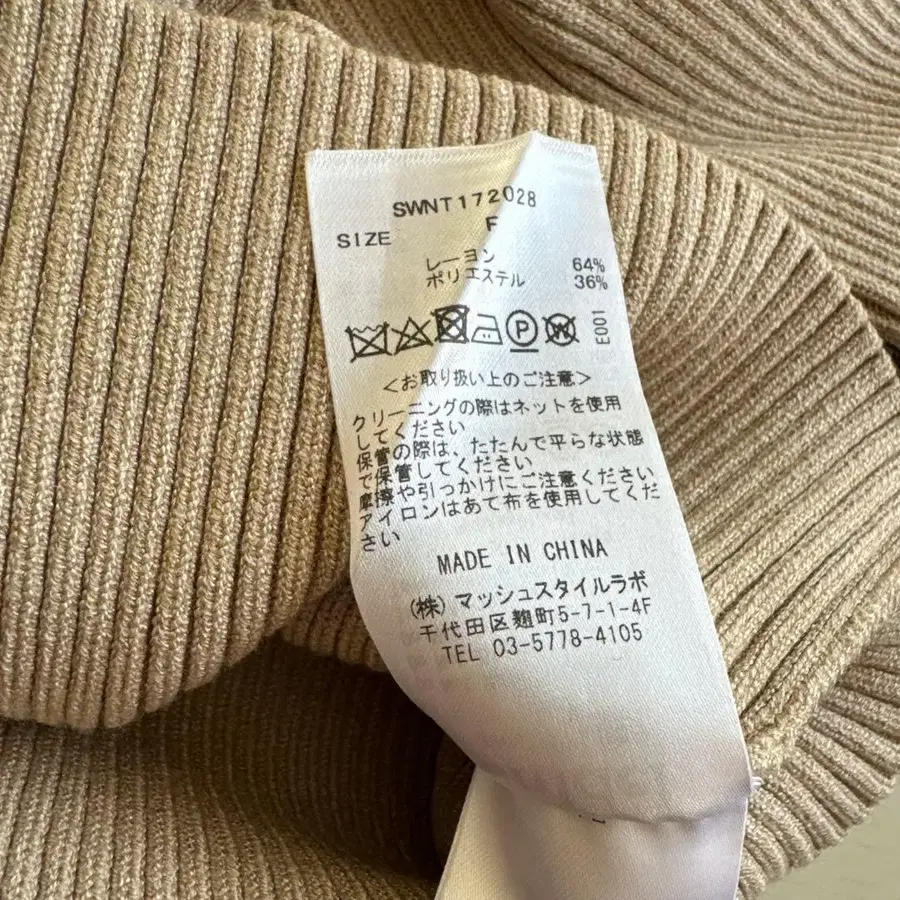 SWNT172028
SIZE F
レーヨン 64%
ポリエステル 36%
P W
E001
<お取り扱い上のご注意>
クリーニングの際はネットを使用
してください
保管の際は、たたんで平らな状態
で保管してください
摩擦や引っかけにご注意ください
アイロンはあて布を使用してくだ
さい
MADE IN CHINA
(株)マッシュスタイルラボ
千代田区麹町5-7-1-4F
TEL 03-5778-4105